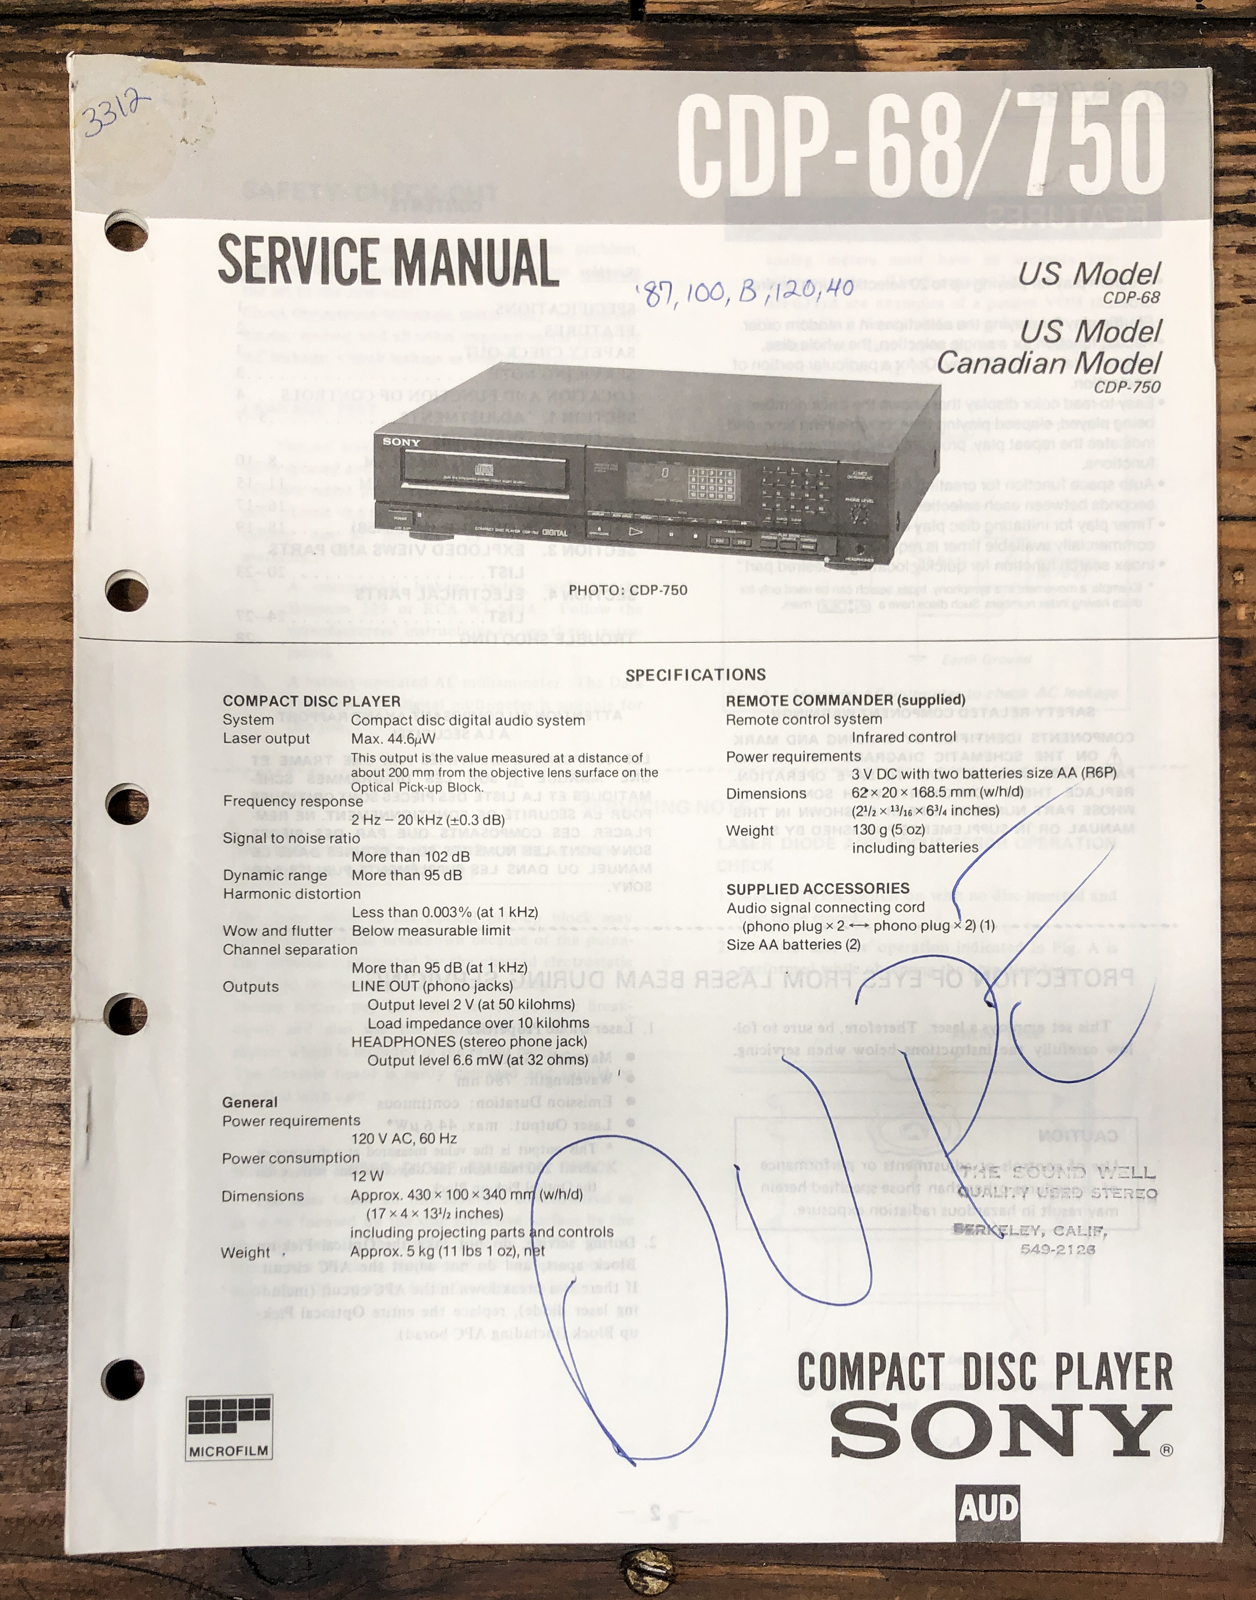 3312
CDP-68/750
SERVICE MANUAL
'87, 100, B, 120, 40
US Model
CDP-68
US Model
Canadian Model
CDP-750
SONY
DIGITAL
PHOTO: CDP-750
SPECIFICATIONS
COMPACT DISC PLAYER
System Compact disc digital audio system
Laser output Max. 44.6μW
This output is the value measured at a distance of
about 200 mm from the objective lens surface on the
Optical Pick-up Block.
Frequency response
2 Hz – 20 kHz (±0.3 dB)
Signal to noise ratio
More than 102 dB
Dynamic range More than 95 dB
Harmonic distortion
Less than 0.003% (at 1 kHz)
Wow and flutter Below measurable limit
Channel separation
More than 95 dB (at 1 kHz)
Outputs LINE OUT (phono jacks)
Output level 2 V (at 50 kilohms)
Load impedance over 10 kilohms
HEADPHONES (stereo phone jack)
Output level 6.6 mW (at 32 ohms)
General
Power requirements
120 V AC, 60 Hz
Power consumption
12 W
Dimensions Approx. 430 × 100 × 340 mm (w/h/d)
(17 × 4 × 13½ inches)
including projecting parts and controls
Weight Approx. 5 kg (11 lbs 1 oz), net
REMOTE COMMANDER (supplied)
Remote control system
Infrared control
Power requirements
3 V DC with two batteries size AA (R6P)
Dimensions 62 × 20 × 168.5 mm (w/h/d)
(2½ × 13/16 × 6¾ inches)
Weight 130 g (5 oz)
including batteries
SUPPLIED ACCESSORIES
Audio signal connecting cord
(phono plug × 2 ↔ phono plug × 2) (1)
Size AA batteries (2)
THE SOUND WELL
QUALITY USED STEREO
BERKELEY, CALIF.
549-2126
COMPACT DISC PLAYER
SONY®
MICROFILM
AUD